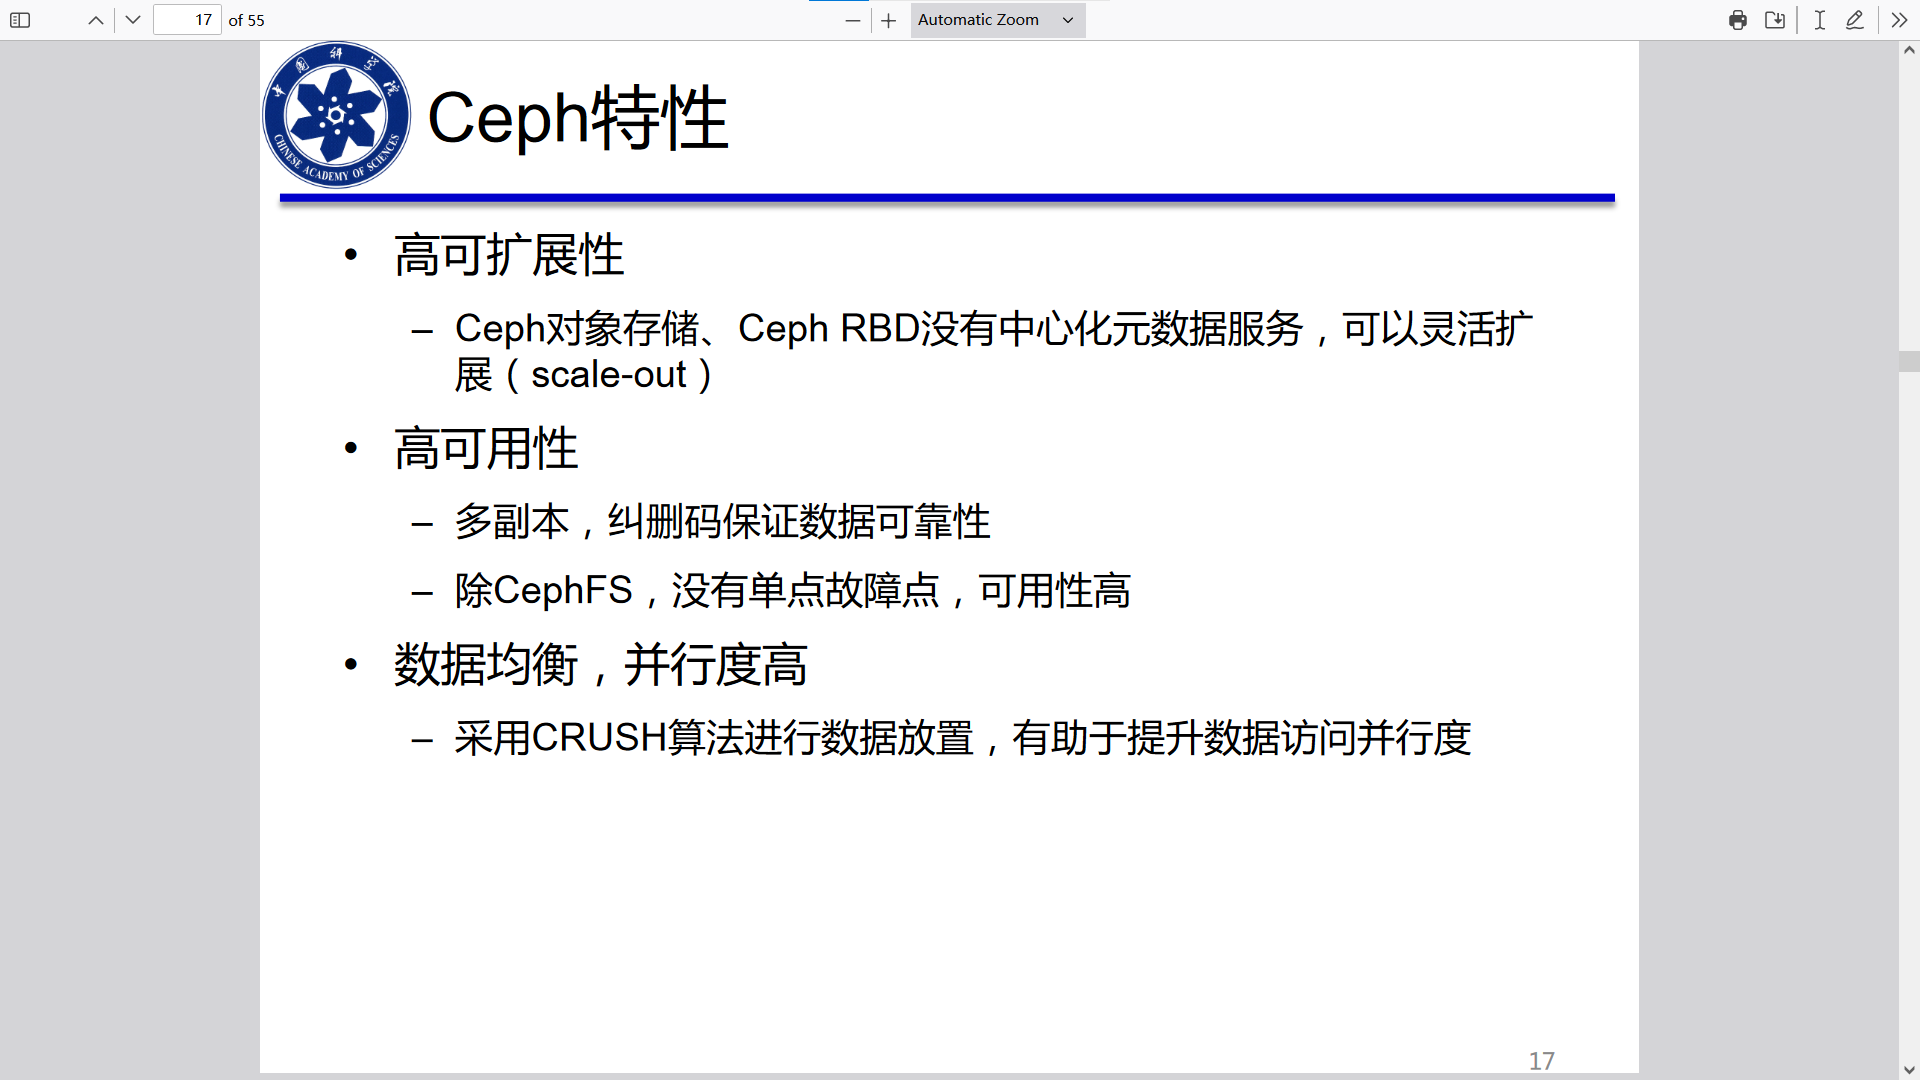 17 of 55
Automatic Zoom
中国科学院
CHINESE ACADEMY OF SCIENCES
Ceph特性
• 高可扩展性
– Ceph对象存储、Ceph RBD没有中心化元数据服务，可以灵活扩
展（scale-out）
• 高可用性
– 多副本，纠删码保证数据可靠性
– 除CephFS，没有单点故障点，可用性高
• 数据均衡，并行度高
– 采用CRUSH算法进行数据放置，有助于提升数据访问并行度
17